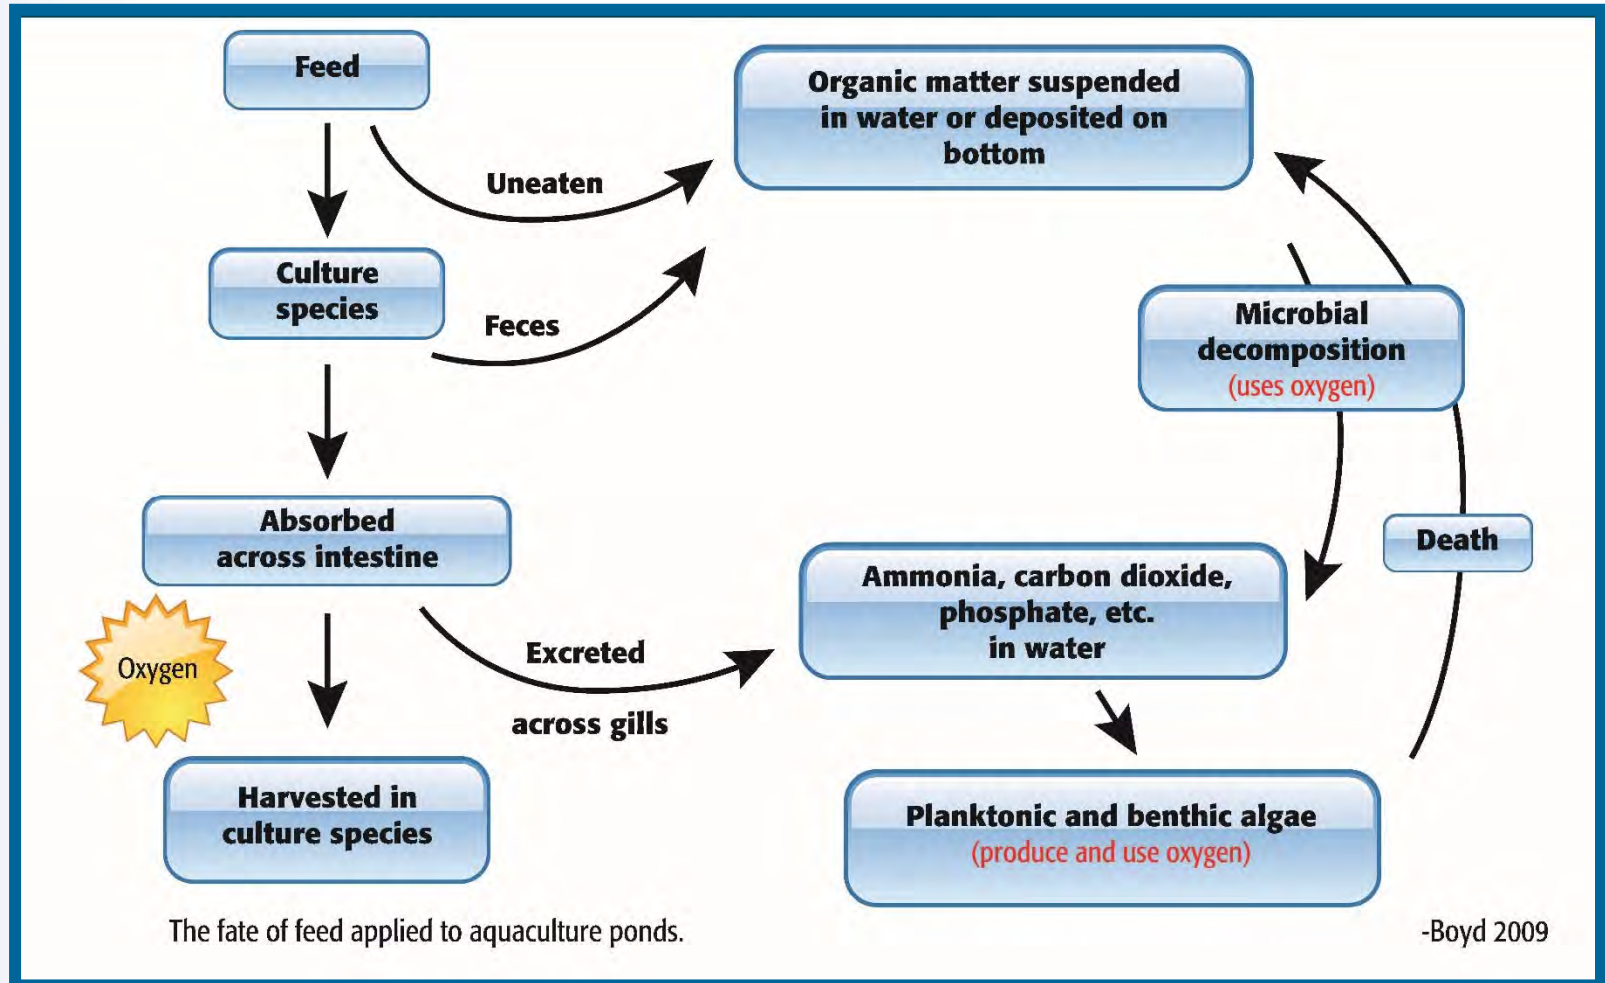 Feed
Organic matter suspended
in water or deposited on
bottom
Uneaten
Culture
species
Feces
Microbial
decomposition
(uses oxygen)
Absorbed
across intestine
Death
Ammonia, carbon dioxide,
phosphate, etc.
in water
Oxygen
Excreted
across gills
Harvested in
culture species
Planktonic and benthic algae
(produce and use oxygen)
The fate of feed applied to aquaculture ponds.
-Boyd 2009